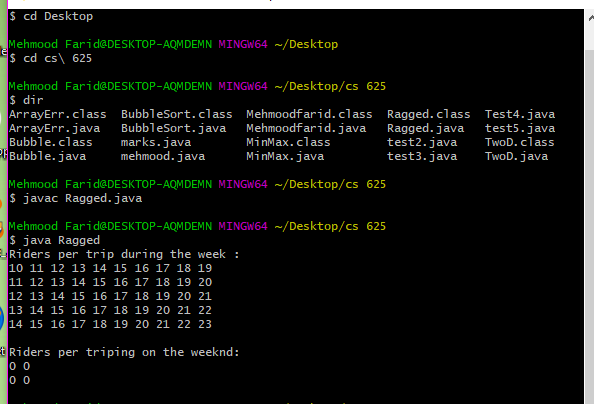 $ cd Desktop
Mehmood Farid@DESKTOP-AQMDEMN MINGW64 ~/Desktop
$ cd cs\ 625
Mehmood Farid@DESKTOP-AQMDEMN MINGW64 ~/Desktop/cs 625
$ dir
ArrayErr.class BubbleSort.class Mehmoodfarid.class Ragged.class Test4.java
ArrayErr.java BubbleSort.java Mehmoodfarid.java Ragged.java test5.java
Bubble.class marks.java MinMax.class test2.java TwoD.class
Bubble.java mehmood.java MinMax.java test3.java TwoD.java
Mehmood Farid@DESKTOP-AQMDEMN MINGW64 ~/Desktop/cs 625
$ javac Ragged.java
Mehmood Farid@DESKTOP-AQMDEMN MINGW64 ~/Desktop/cs 625
$ java Ragged
Riders per trip during the week :
10 11 12 13 14 15 16 17 18 19
11 12 13 14 15 16 17 18 19 20
12 13 14 15 16 17 18 19 20 21
13 14 15 16 17 18 19 20 21 22
14 15 16 17 18 19 20 21 22 23
Riders per triping on the weeknd:
0 0
0 0